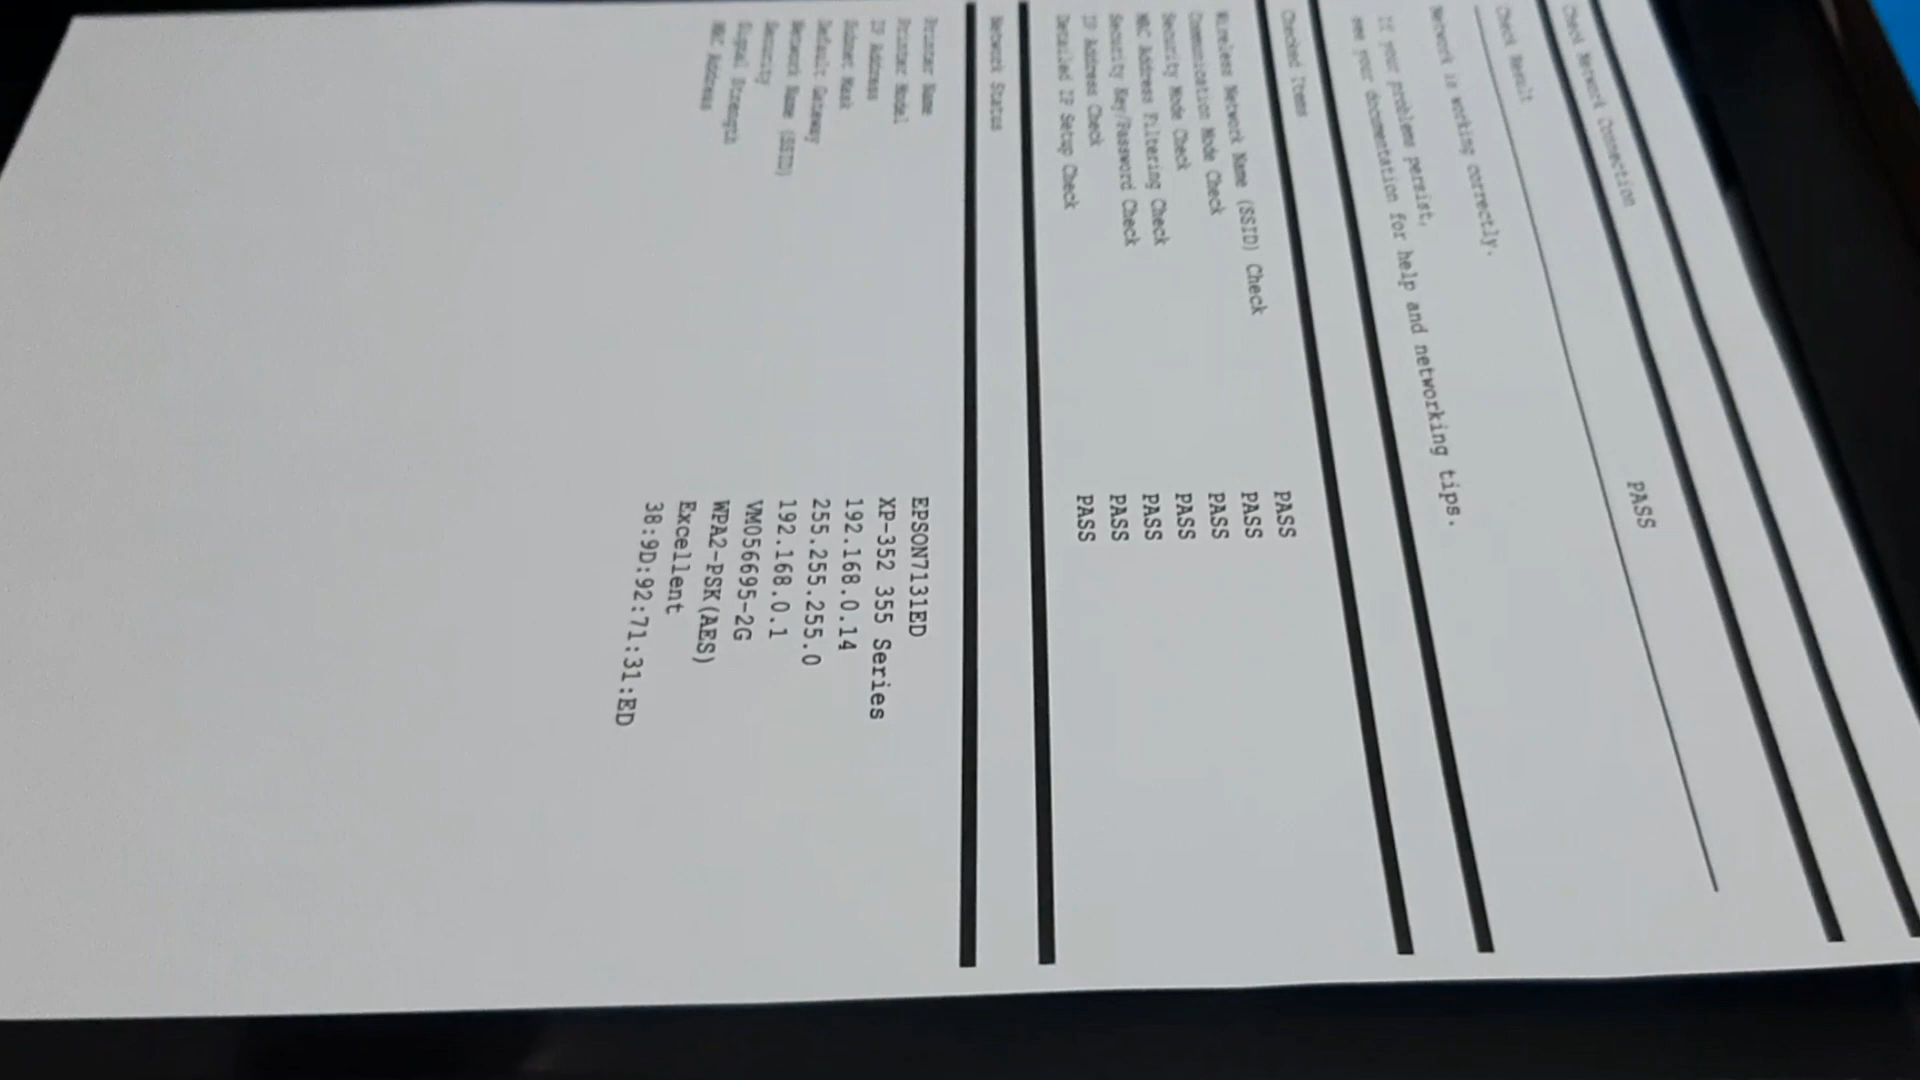 Check Network Connection
Check Result PASS
Network is working correctly.
If your problems persist,
see your documentation for help and networking tips.
Checked Items
Wireless Network Name (SSID) Check PASS
Communication Mode Check PASS
Security Mode Check PASS
MAC Address Filtering Check PASS
Security Key/Password Check PASS
IP Address Check PASS
Detailed IP Setup Check PASS
Network Status
Printer Name EPSON7131ED
Printer Model XP-352 355 Series
IP Address 192.168.0.14
Subnet Mask 255.255.255.0
Default Gateway 192.168.0.1
Network Name (SSID) VM056695-2G
Security WPA2-PSK(AES)
Signal Strength Excellent
MAC Address 38:9D:92:71:31:ED